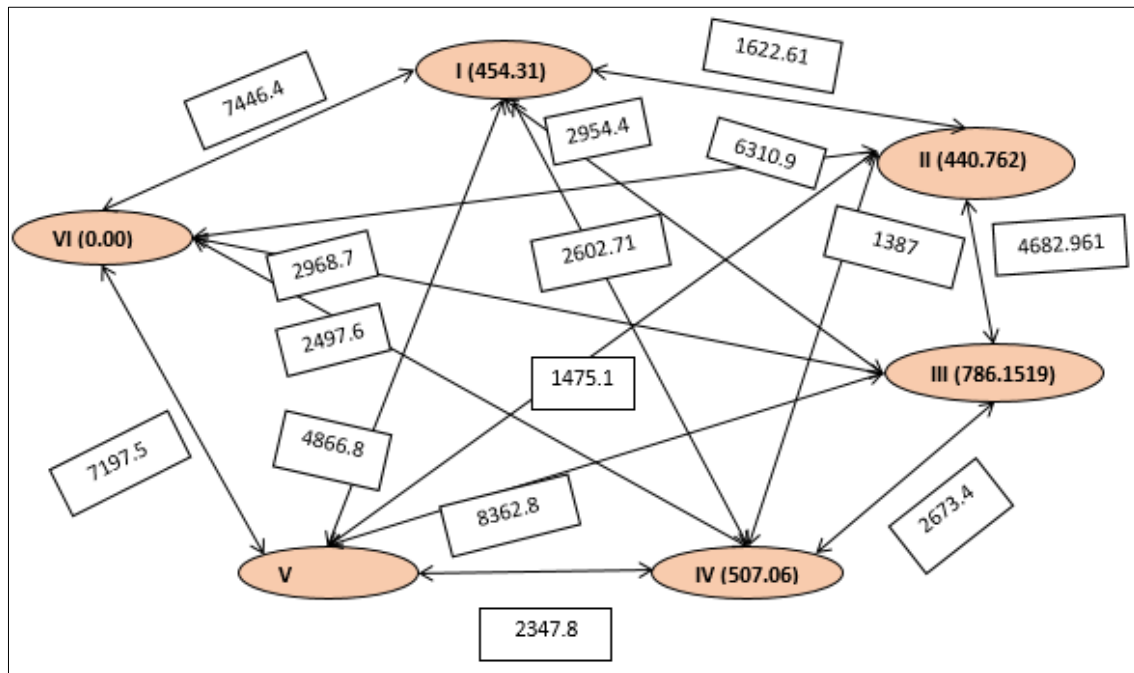 I (454.31)
1622.61
7446.4
2954.4
6310.9
II (440.762)
VI (0.00)
2968.7
2602.71
1387
4682.961
2497.6
1475.1
III (786.1519)
7197.5
4866.8
8362.8
2673.4
V
IV (507.06)
2347.8